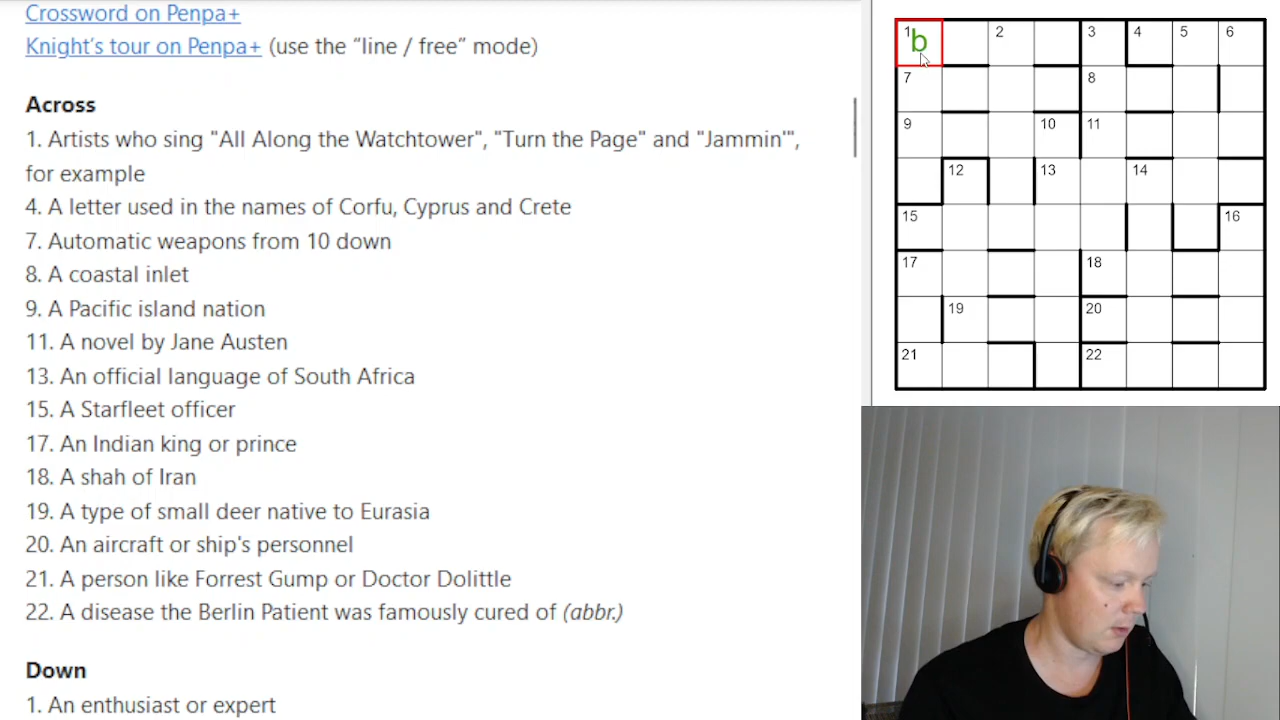 Crossword on Penpa+
Knight's tour on Penpa+ (use the "line / free" mode)
Across
1. Artists who sing "All Along the Watchtower", "Turn the Page" and "Jammin'",
for example
4. A letter used in the names of Corfu, Cyprus and Crete
7. Automatic weapons from 10 down
8. A coastal inlet
9. A Pacific island nation
11. A novel by Jane Austen
13. An official language of South Africa
15. A Starfleet officer
17. An Indian king or prince
18. A shah of Iran
19. A type of small deer native to Eurasia
20. An aircraft or ship's personnel
21. A person like Forrest Gump or Doctor Dolittle
22. A disease the Berlin Patient was famously cured of (abbr.)
Down
1. An enthusiast or expert
1 b 2 3 4 5 6
7 8
9 10 11
12 13 14
15 16
17 18
19 20
21 22